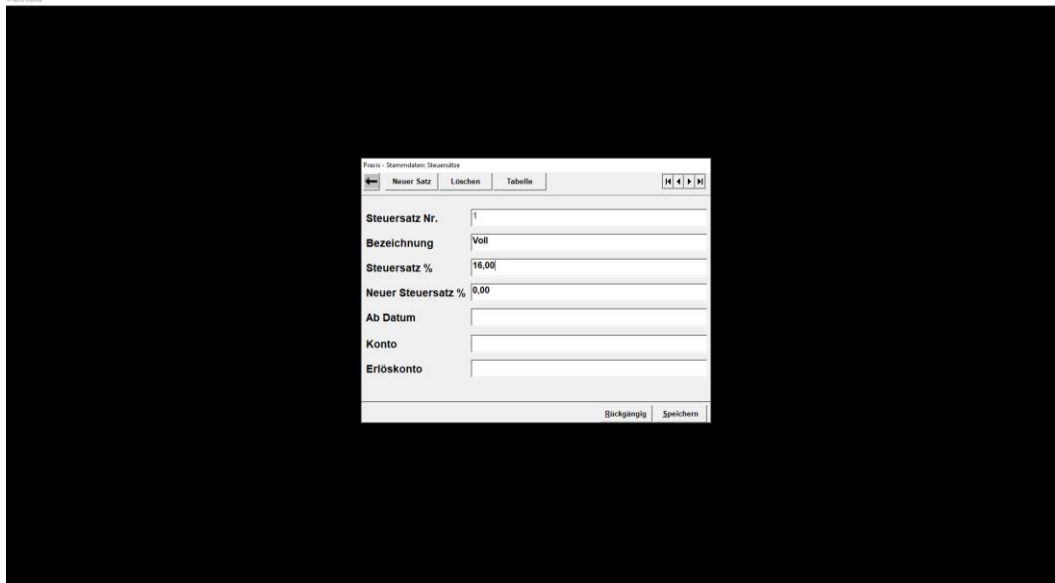 Praxis - Stammdaten: Steuersätze
Neuer Satz Löschen Tabelle
Steuersatz Nr. 1
Bezeichnung Voll
Steuersatz % 16,00
Neuer Steuersatz % 0,00
Ab Datum
Konto
Erlöskonto
Rückgängig Speichern